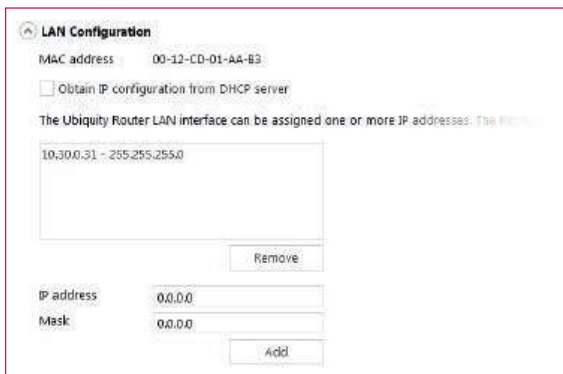 LAN Configuration
MAC address 00-12-CD-01-AA-B3
Obtain IP configuration from DHCP server
The Ubiquity Router LAN interface can be assigned one or more IP addresses. The
10.30.0.31 - 255.255.255.0
Remove
IP address 0.0.0.0
Mask 0.0.0.0
Add